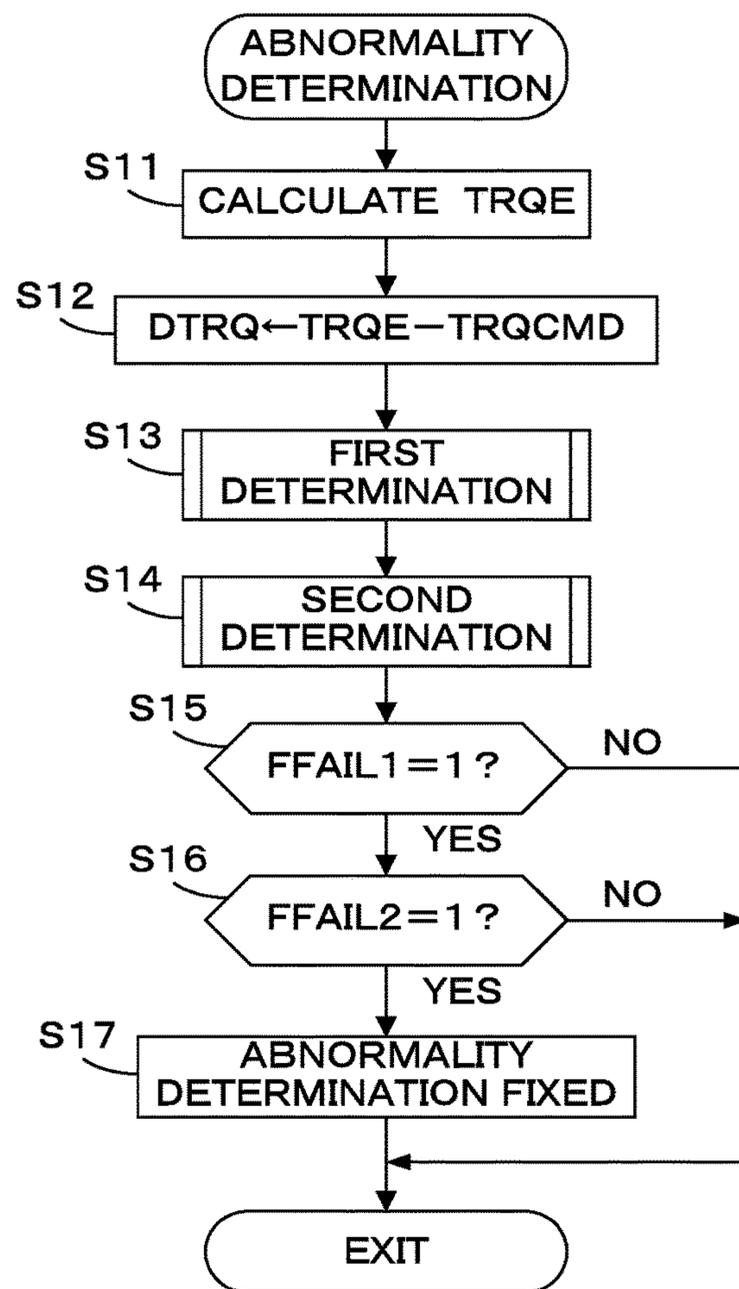 ABNORMALITY
DETERMINATION
S11
CALCULATE TRQE
S12
DTRQ←TRQE−TRQCMD
S13
FIRST
DETERMINATION
S14
SECOND
DETERMINATION
S15
FFAIL1=1?
NO
YES
S16
FFAIL2=1?
NO
YES
S17
ABNORMALITY
DETERMINATION FIXED
EXIT